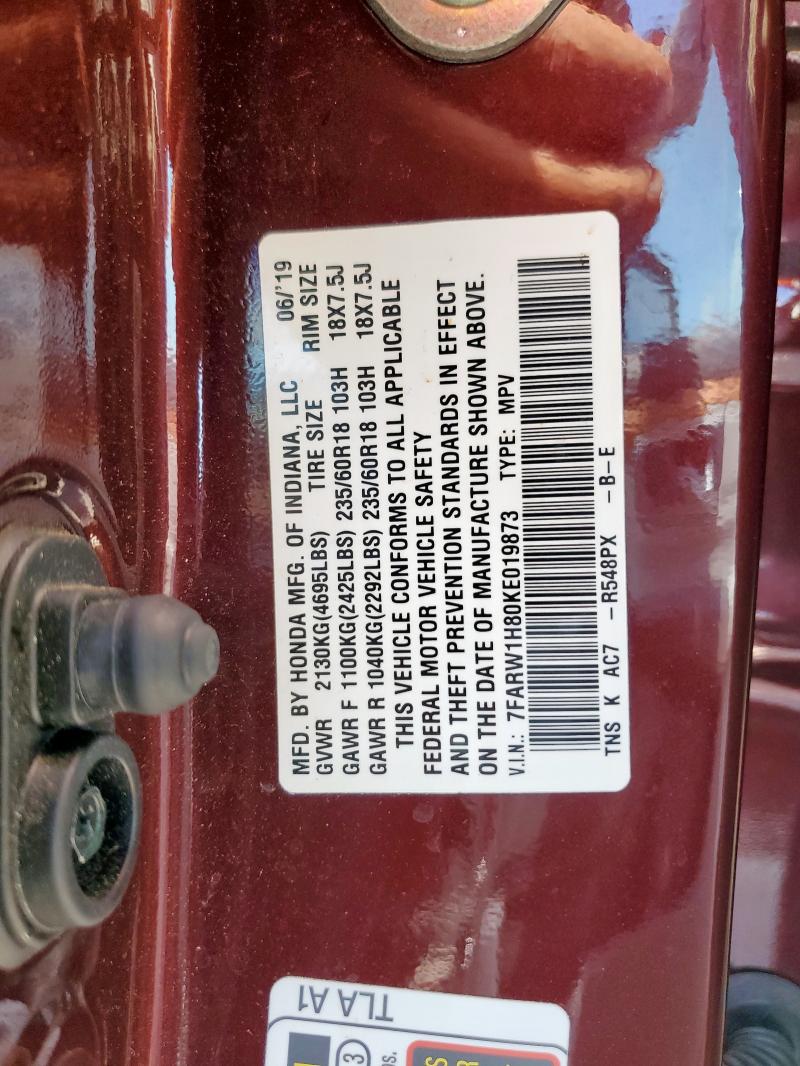 MFD. BY HONDA MFG. OF INDIANA, LLC 06/'19
GVWR 2130KG(4695LBS) TIRE SIZE RIM SIZE
GAWR F 1100KG(2425LBS) 235/60R18 103H 18X7.5J
GAWR R 1040KG(2292LBS) 235/60R18 103H 18X7.5J
THIS VEHICLE CONFORMS TO ALL APPLICABLE
FEDERAL MOTOR VEHICLE SAFETY
AND THEFT PREVENTION STANDARDS IN EFFECT
ON THE DATE OF MANUFACTURE SHOWN ABOVE.
V.I.N.: 7FARW1H80KE019873 TYPE: MPV
TNS K AC7 -R548PX -B-E
TLA A1
3